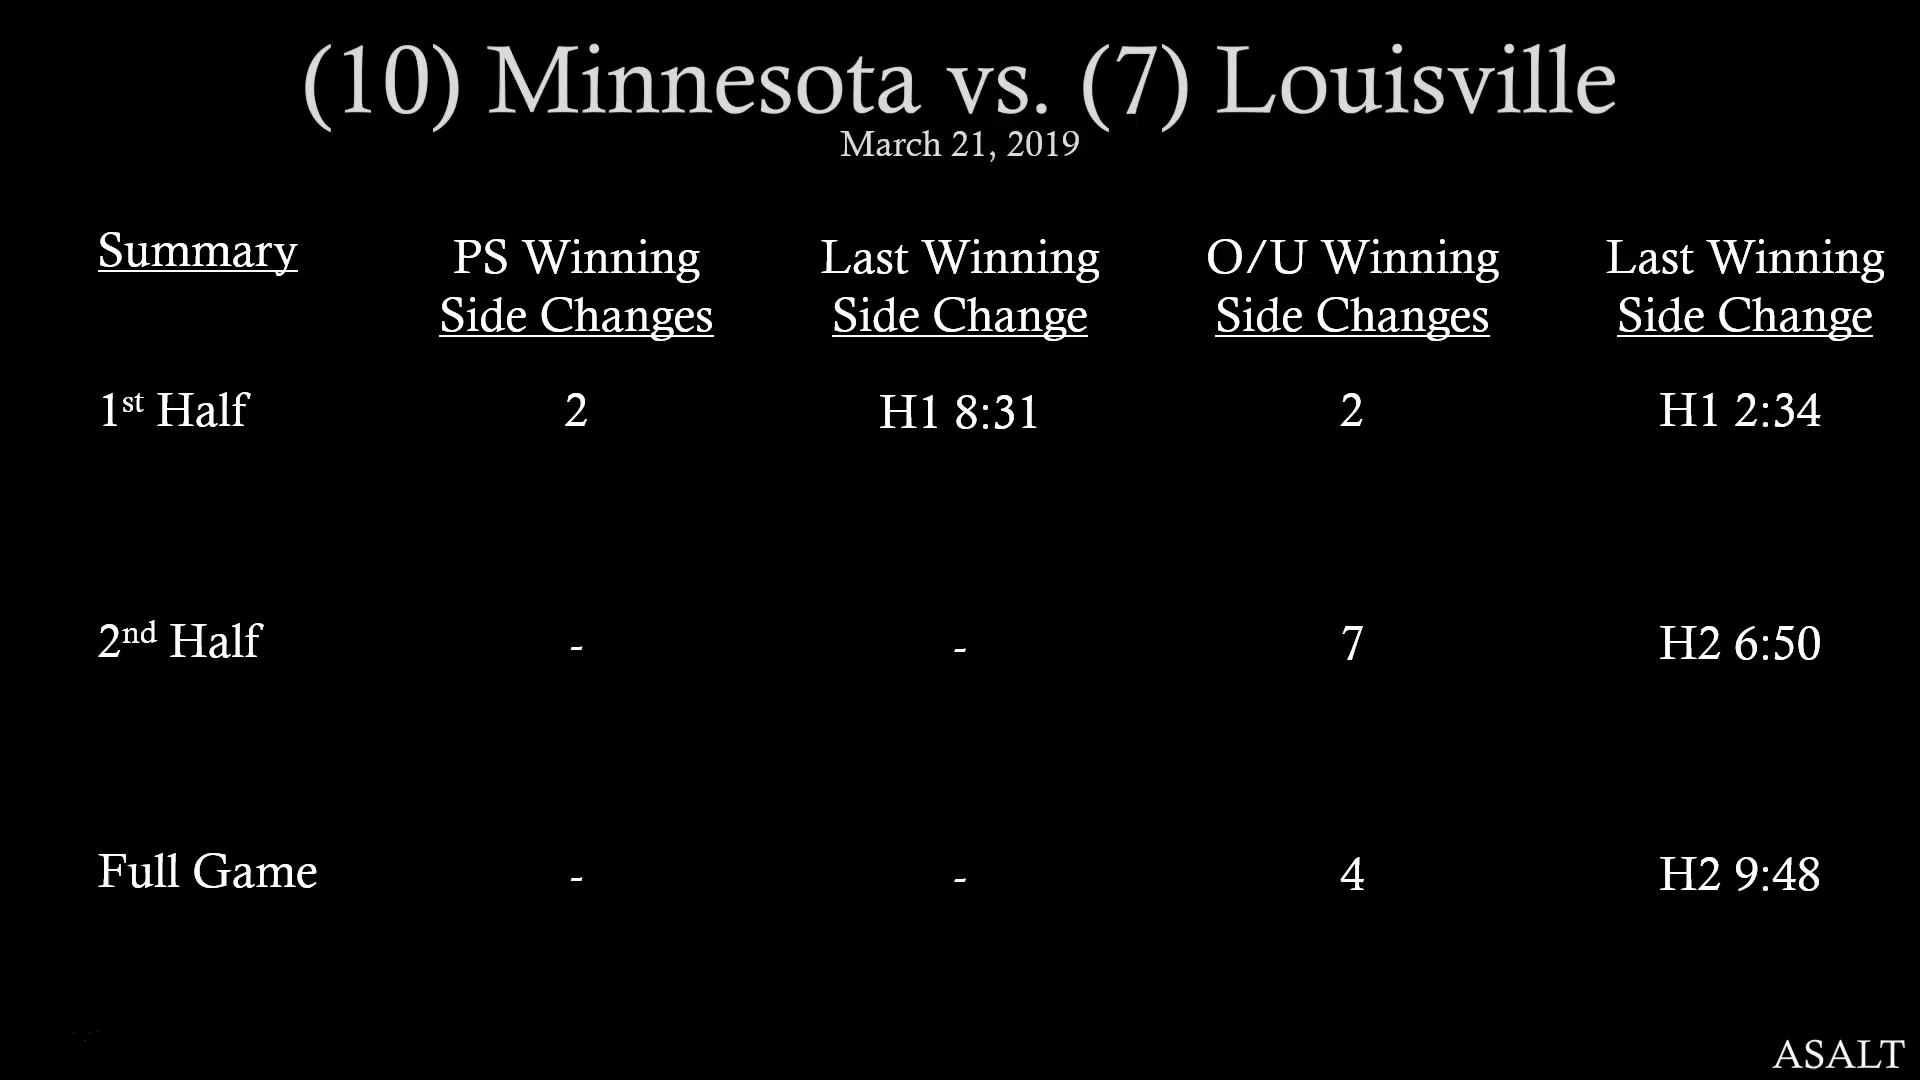 (10) Minnesota vs. (7) Louisville
March 21, 2019
Summary
PS Winning
Side Changes
Last Winning
Side Change
O/U Winning
Side Changes
Last Winning
Side Change
1st Half 2 H1 8:31 2 H1 2:34
2nd Half - - 7 H2 6:50
Full Game - - 4 H2 9:48
ASALT